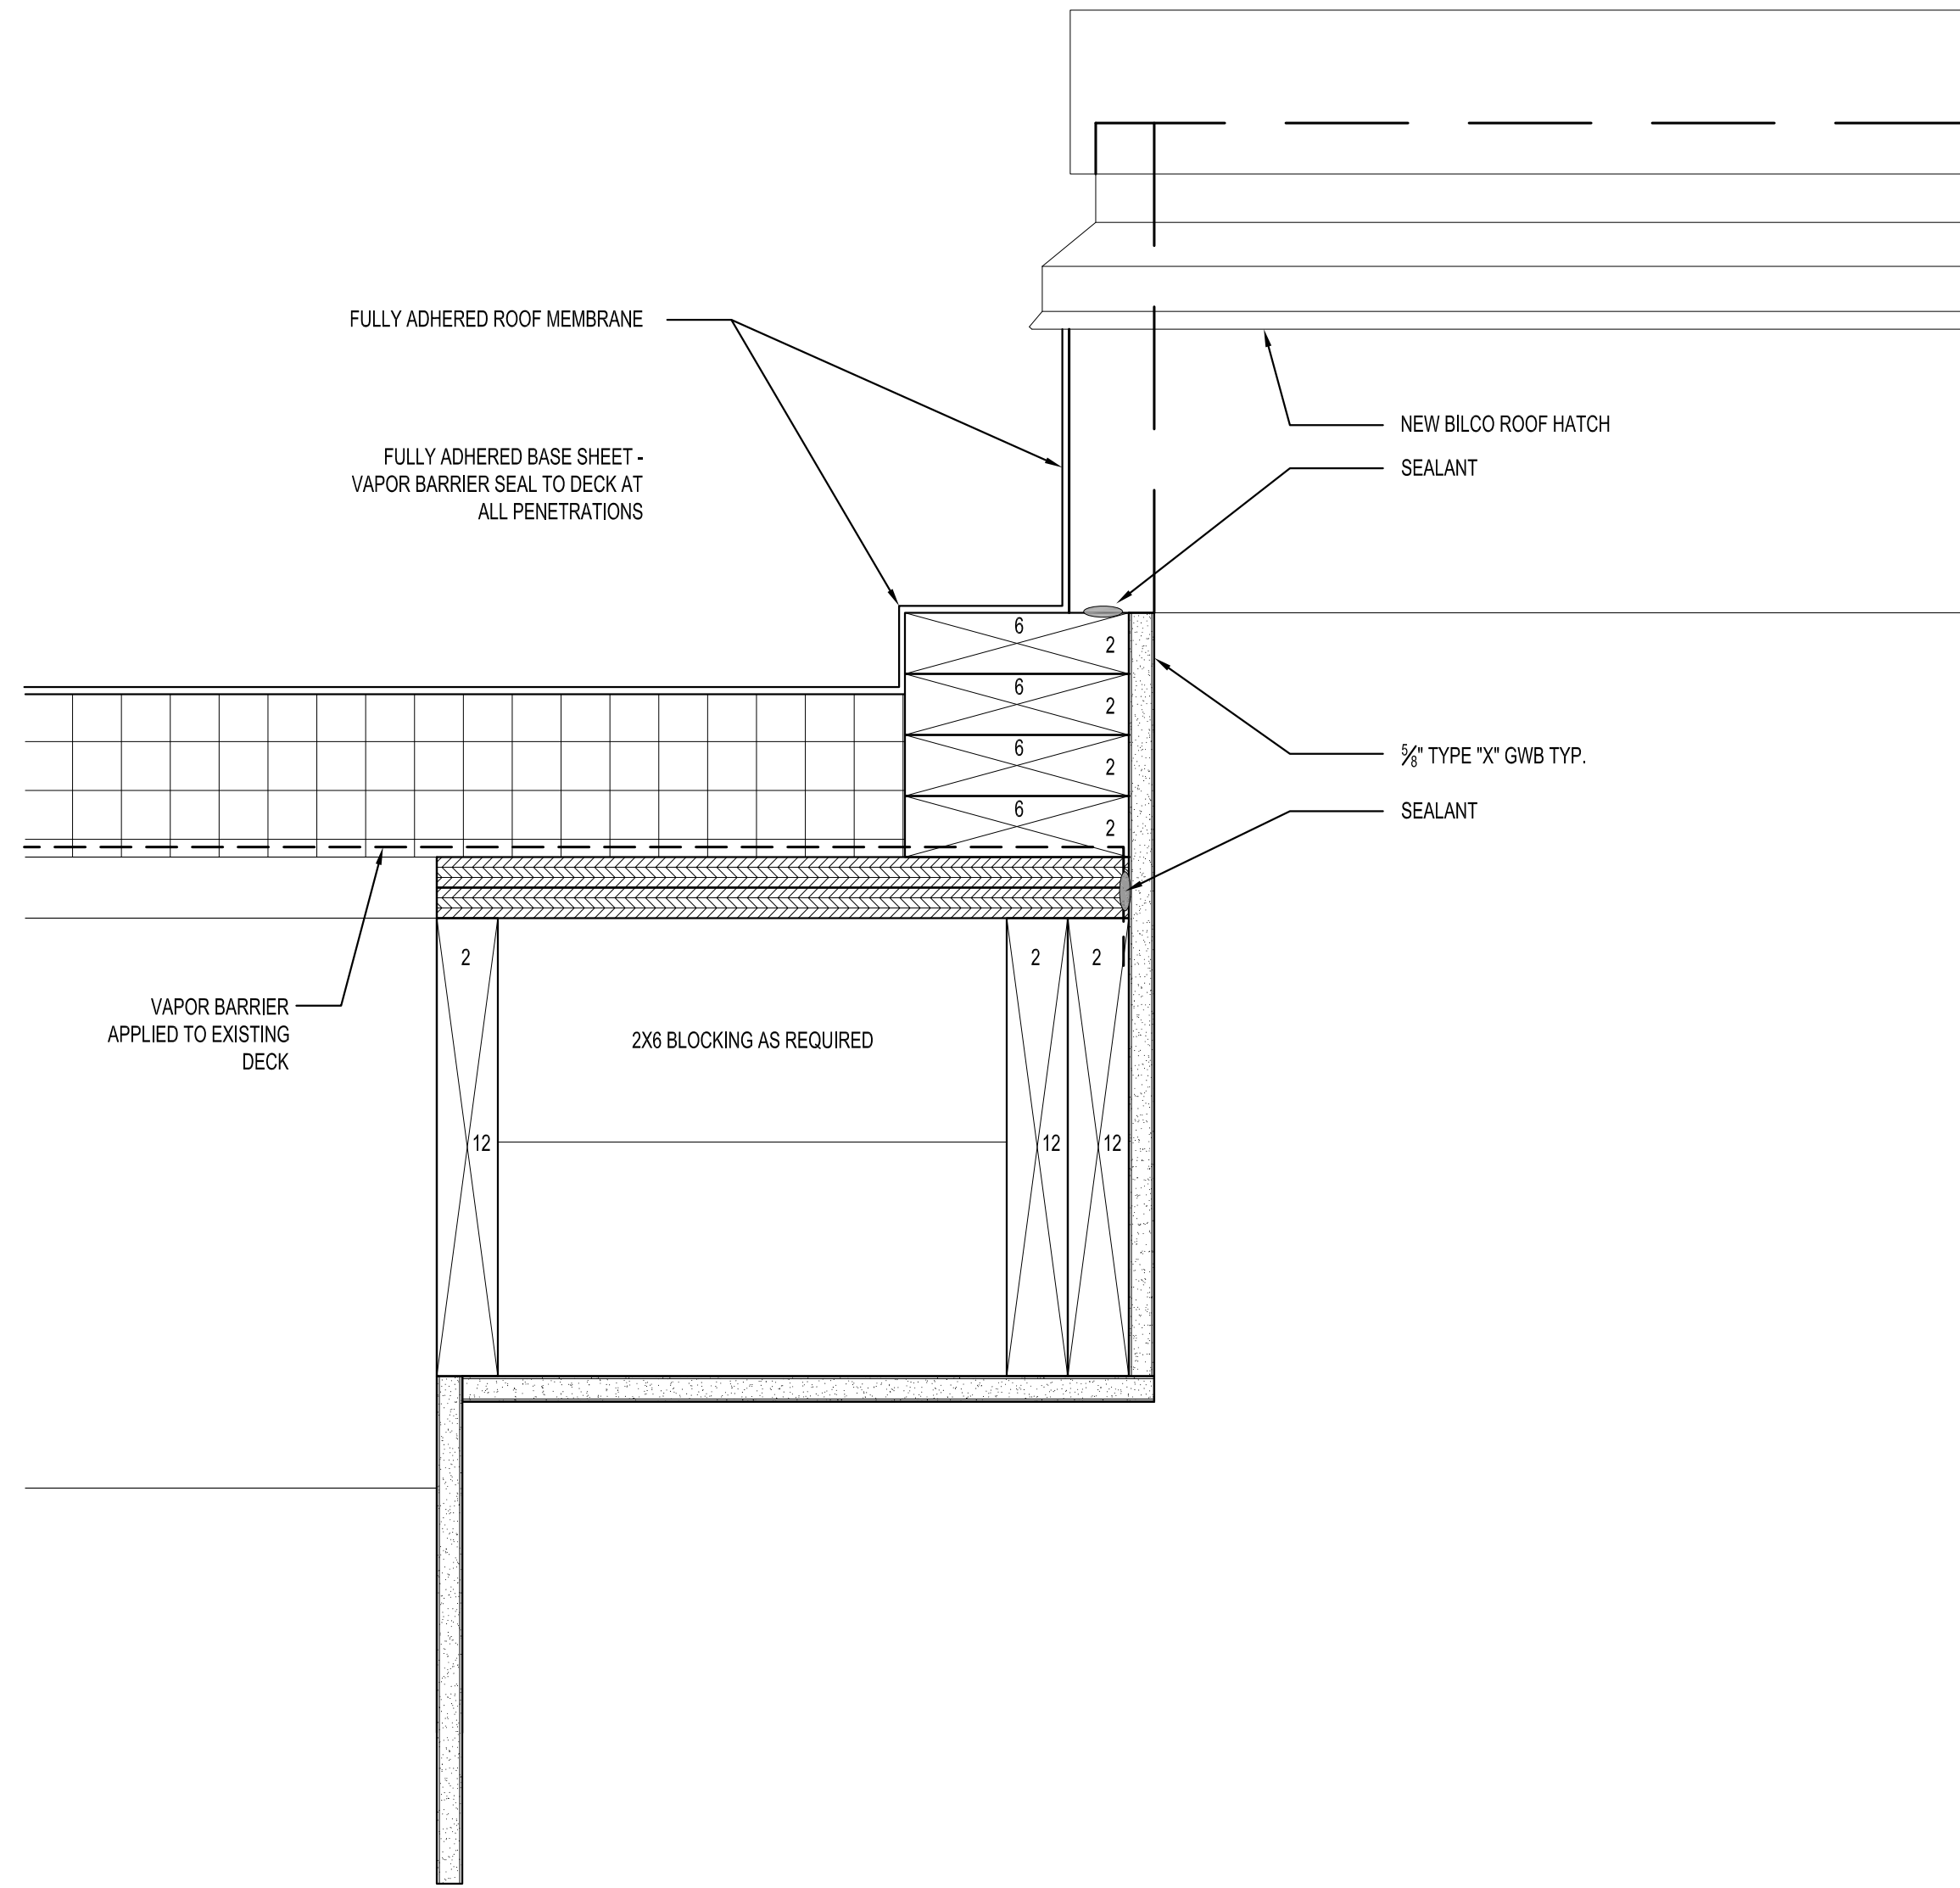 FULLY ADHERED ROOF MEMBRANE
NEW BILCO ROOF HATCH
FULLY ADHERED BASE SHEET -
VAPOR BARRIER SEAL TO DECK AT
ALL PENETRATIONS
SEALANT
6
2
6
2
6
2
6
2
⅝" TYPE "X" GWB TYP.
SEALANT
2
2
2
VAPOR BARRIER
APPLIED TO EXISTING
DECK
2X6 BLOCKING AS REQUIRED
12
12
12